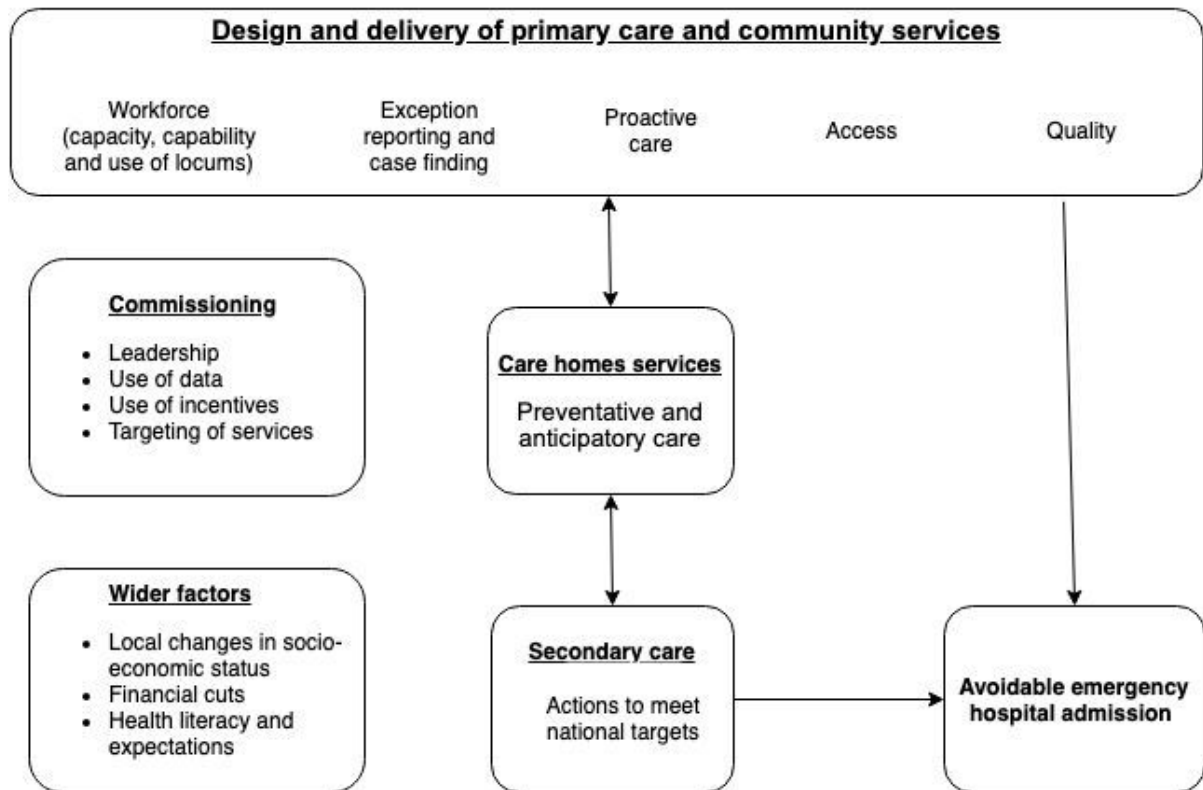 Design and delivery of primary care and community services
Workforce
(capacity, capability
and use of locums)
Exception
reporting and
case finding
Proactive
care
Access
Quality
Commissioning
• Leadership
• Use of data
• Use of incentives
• Targeting of services
Care homes services
Preventative and
anticipatory care
Wider factors
• Local changes in socio-
economic status
• Financial cuts
• Health literacy and
expectations
Secondary care
Actions to meet
national targets
Avoidable emergency
hospital admission